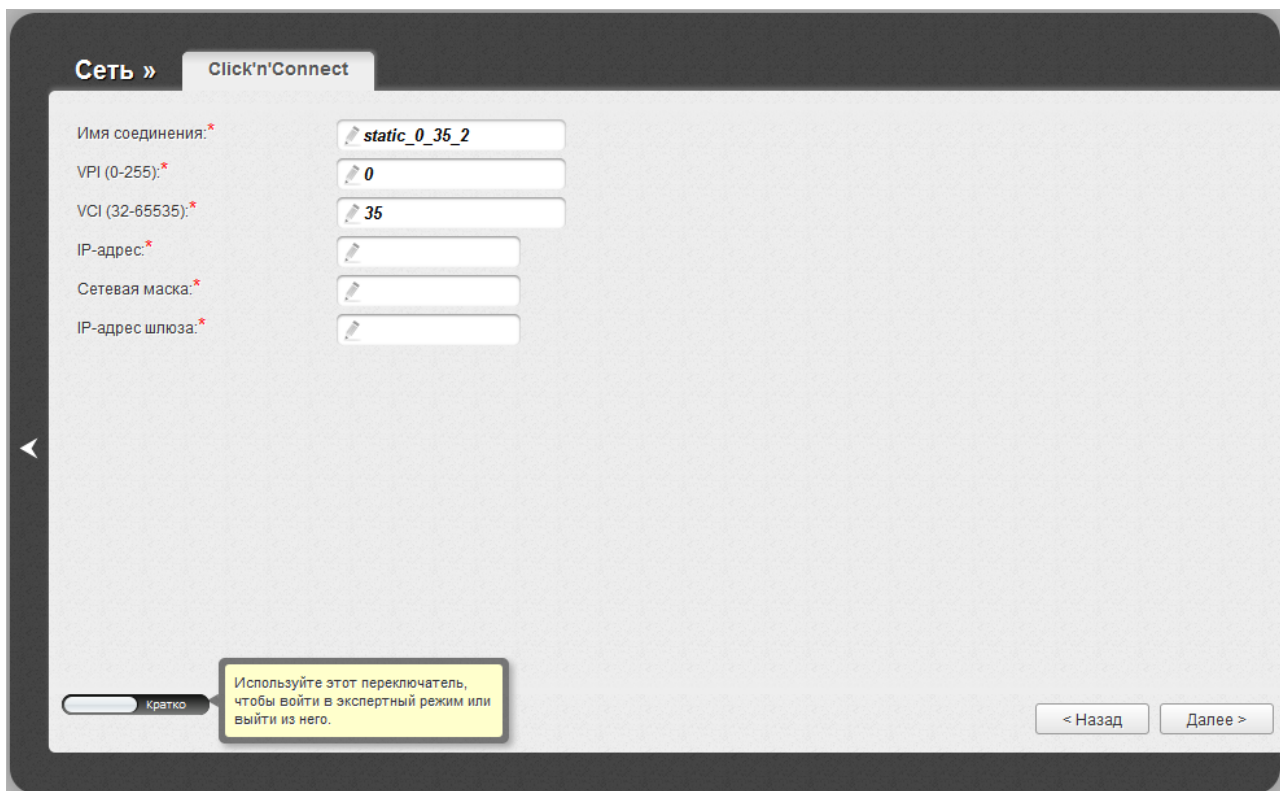 Сеть »
Click'n'Connect
Имя соединения:*
static_0_35_2
VPI (0-255):*
0
VCI (32-65535):*
35
IP-адрес:*
Сетевая маска:*
IP-адрес шлюза:*
Кратко
Используйте этот переключатель,
чтобы войти в экспертный режим или
выйти из него.
< Назад
Далее >